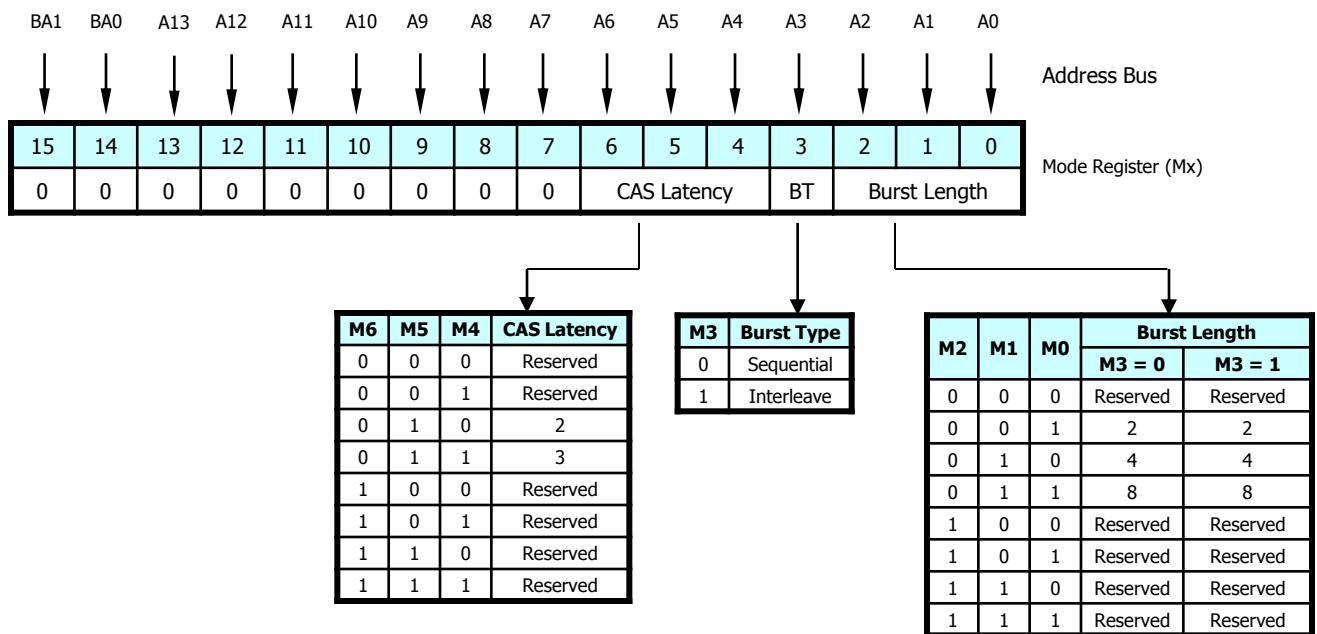 BA1 BA0 A13 A12 A11 A10 A9 A8 A7 A6 A5 A4 A3 A2 A1 A0
Address Bus
15 14 13 12 11 10 9 8 7 6 5 4 3 2 1 0
Mode Register (Mx)
0 0 0 0 0 0 0 0 0 CAS Latency BT Burst Length
M6 M5 M4 CAS Latency
0 0 0 Reserved
0 0 1 Reserved
0 1 0 2
0 1 1 3
1 0 0 Reserved
1 0 1 Reserved
1 1 0 Reserved
1 1 1 Reserved
M3 Burst Type
0 Sequential
1 Interleave
M2 M1 M0 Burst Length
M3 = 0 M3 = 1
0 0 0 Reserved Reserved
0 0 1 2 2
0 1 0 4 4
0 1 1 8 8
1 0 0 Reserved Reserved
1 0 1 Reserved Reserved
1 1 0 Reserved Reserved
1 1 1 Reserved Reserved